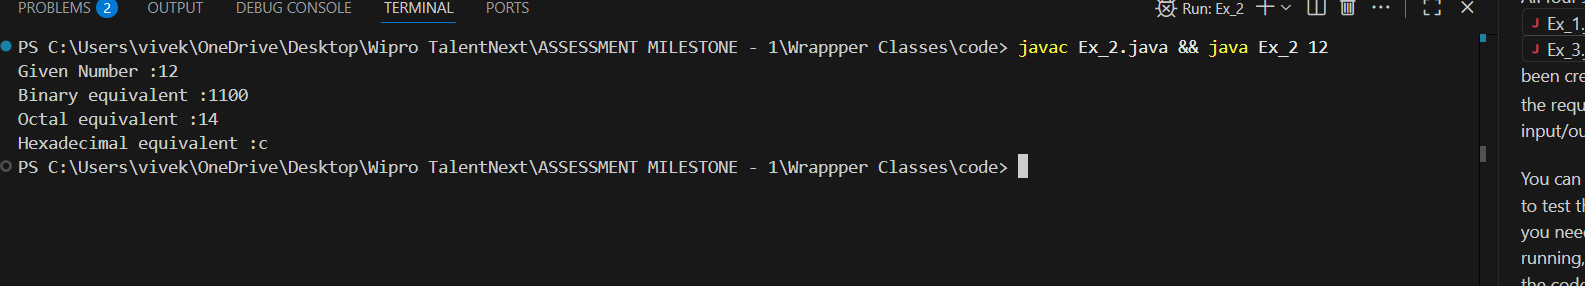 PROBLEMS 2 OUTPUT DEBUG CONSOLE TERMINAL PORTS Run: Ex_2
PS C:\Users\vivek\OneDrive\Desktop\Wipro TalentNext\ASSESSMENT MILESTONE - 1\Wrappper Classes\code> javac Ex_2.java && java Ex_2 12
Given Number :12
Binary equivalent :1100
Octal equivalent :14
Hexadecimal equivalent :c
PS C:\Users\vivek\OneDrive\Desktop\Wipro TalentNext\ASSESSMENT MILESTONE - 1\Wrappper Classes\code>
J Ex_1.
J Ex_3.
been cre
the requ
input/ou
You can
to test th
you need
running,
the code